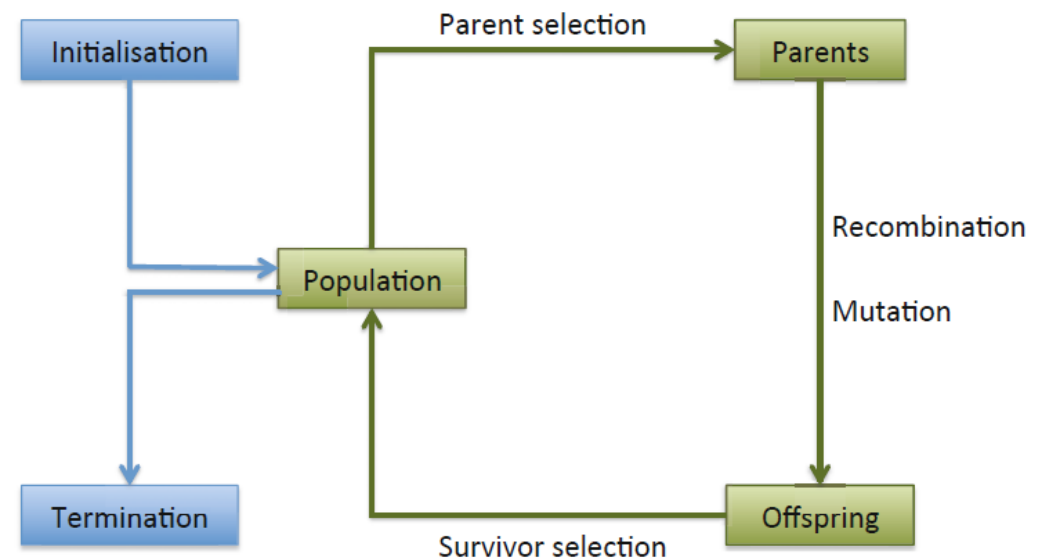 Parent selection
Initialisation
Parents
Recombination
Population
Mutation
Termination
Offspring
Survivor selection